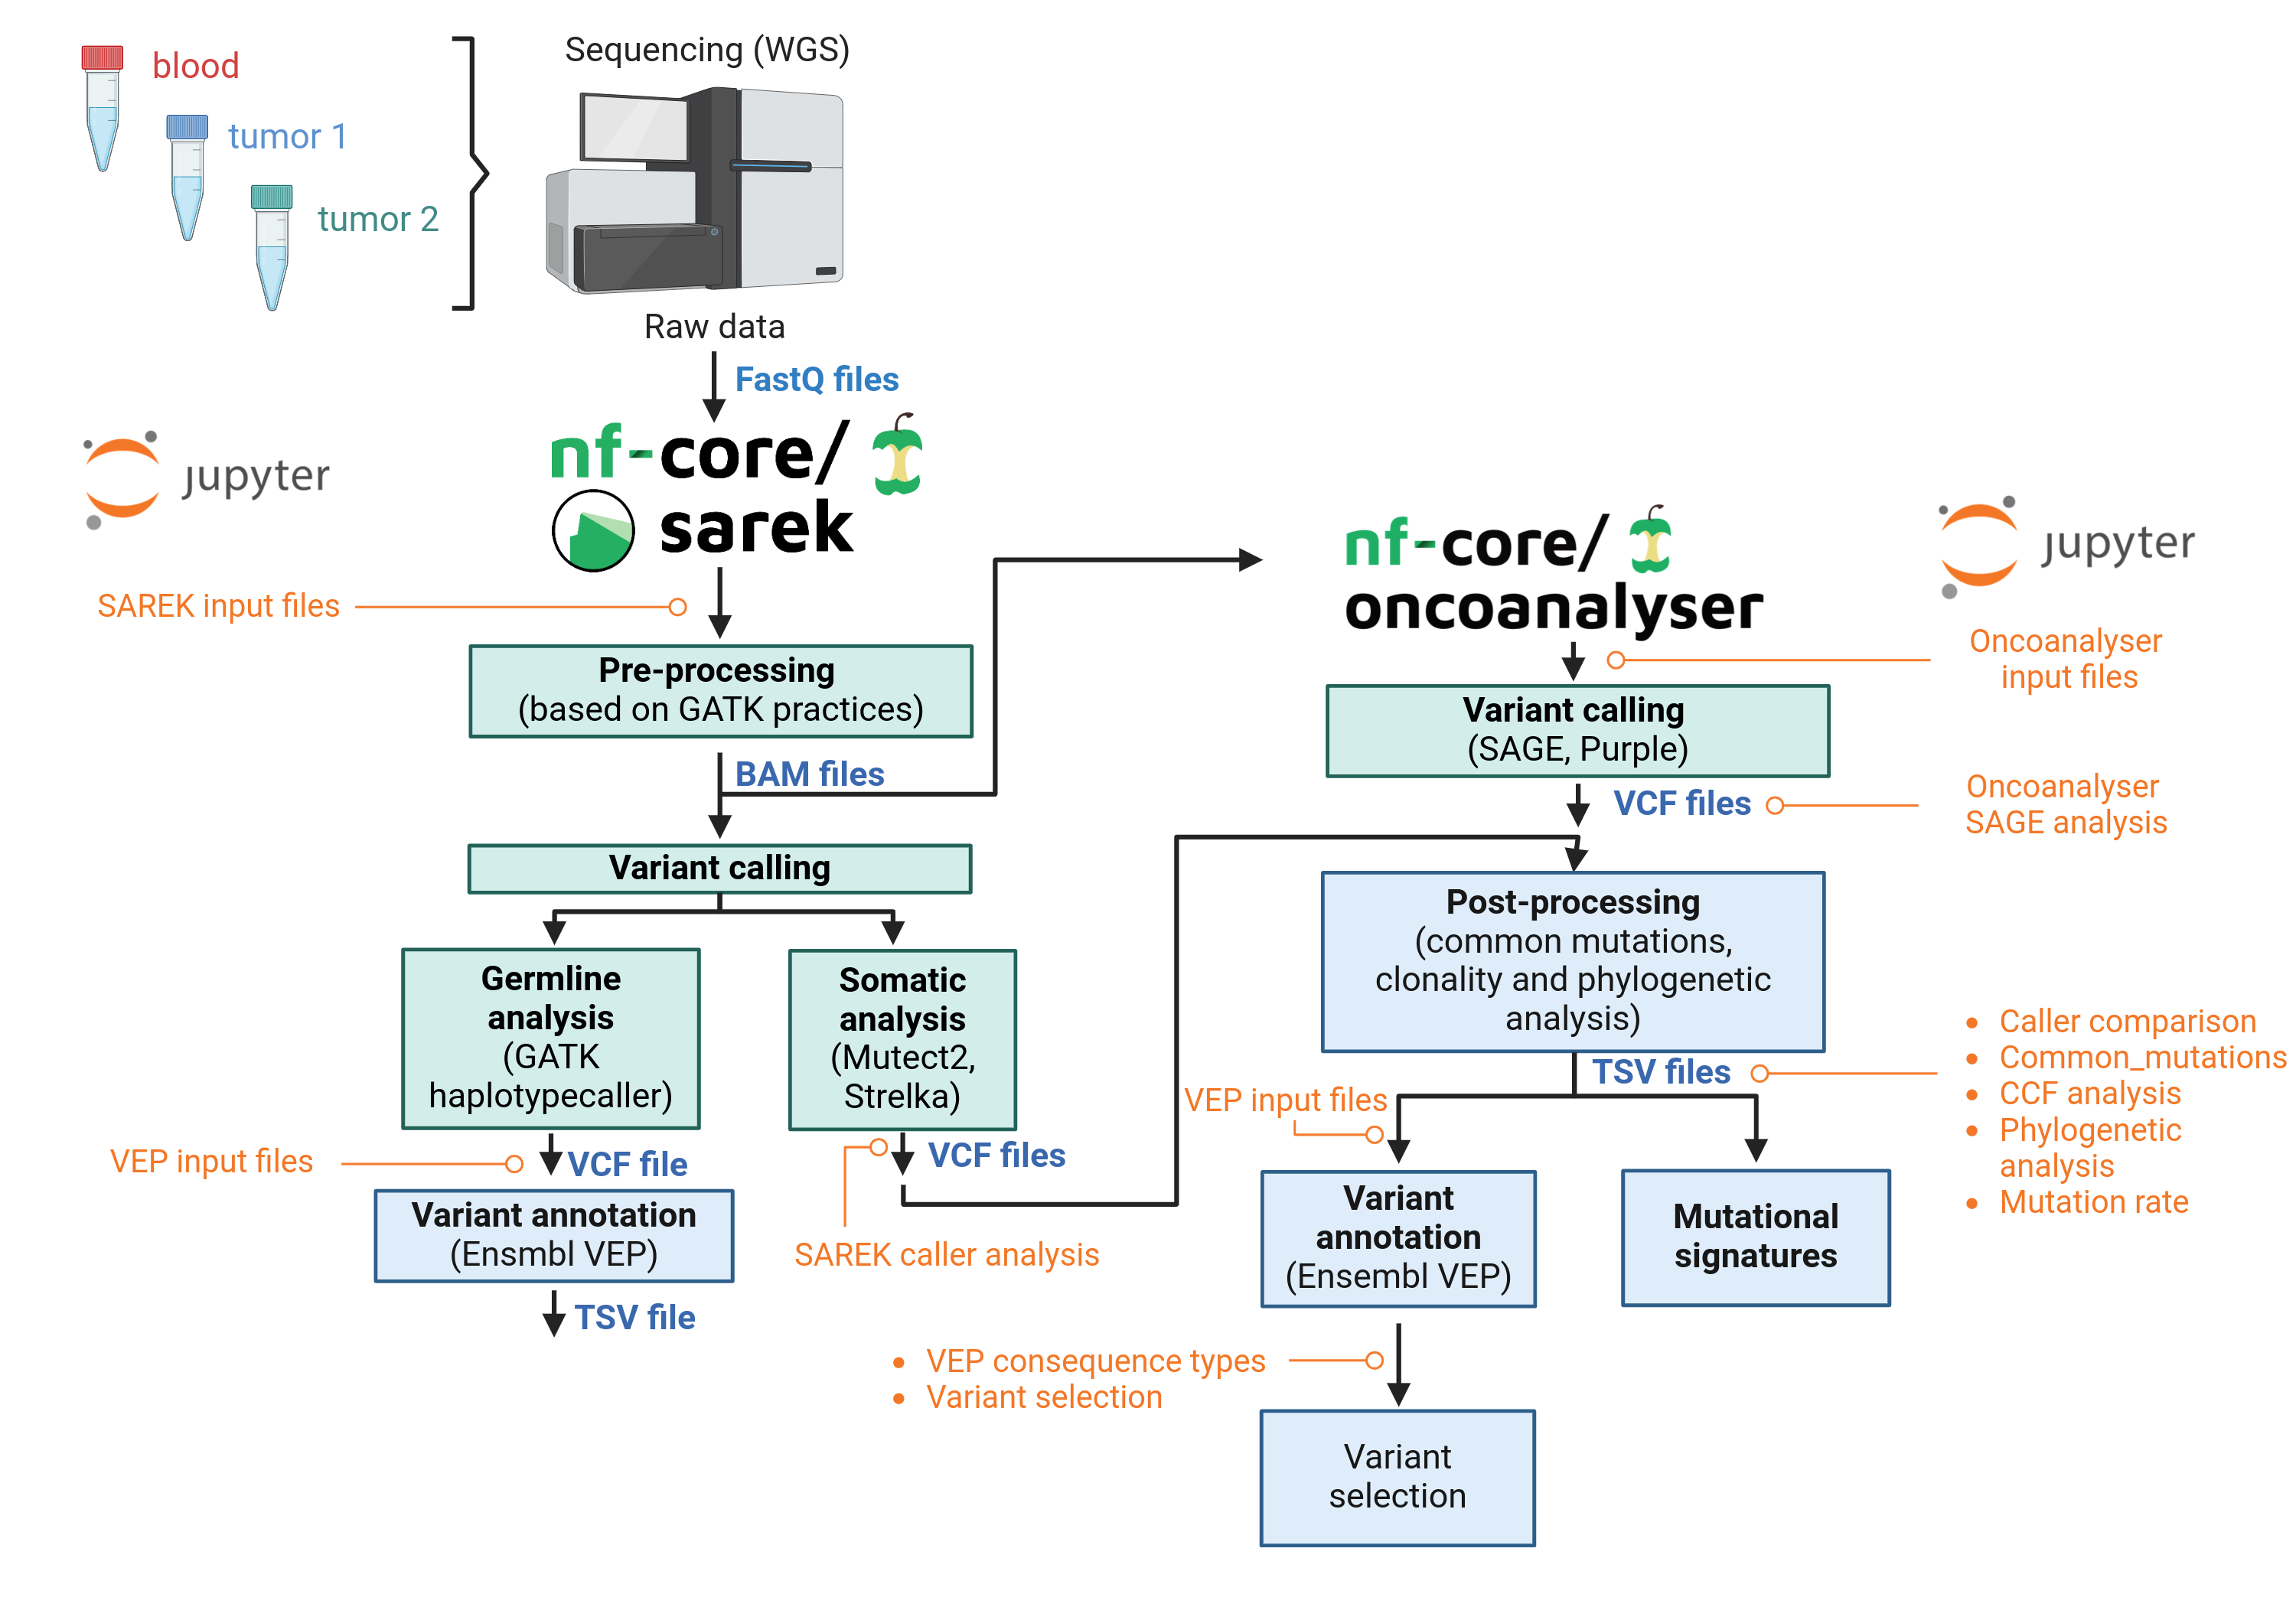 blood
tumor 1
tumor 2
Sequencing (WGS)
Raw data
FastQ files
jupyter
nf-core/
sarek
SAREK input files
Pre-processing
(based on GATK practices)
BAM files
Variant calling
Germline
analysis
(GATK
haplotypecaller)
Somatic
analysis
(Mutect2,
Strelka)
VEP input files
VCF file
VCF files
Variant annotation
(Ensmbl VEP)
SAREK caller analysis
TSV file
nf-core/
oncoanalyser
jupyter
Oncoanalyser
input files
Variant calling
(SAGE, Purple)
VCF files
Oncoanalyser
SAGE analysis
Post-processing
(common mutations,
clonality and phylogenetic
analysis)
TSV files
• Caller comparison
• Common_mutations
• CCF analysis
• Phylogenetic
analysis
• Mutation rate
VEP input files
Variant
annotation
(Ensembl VEP)
Mutational
signatures
• VEP consequence types
• Variant selection
Variant
selection